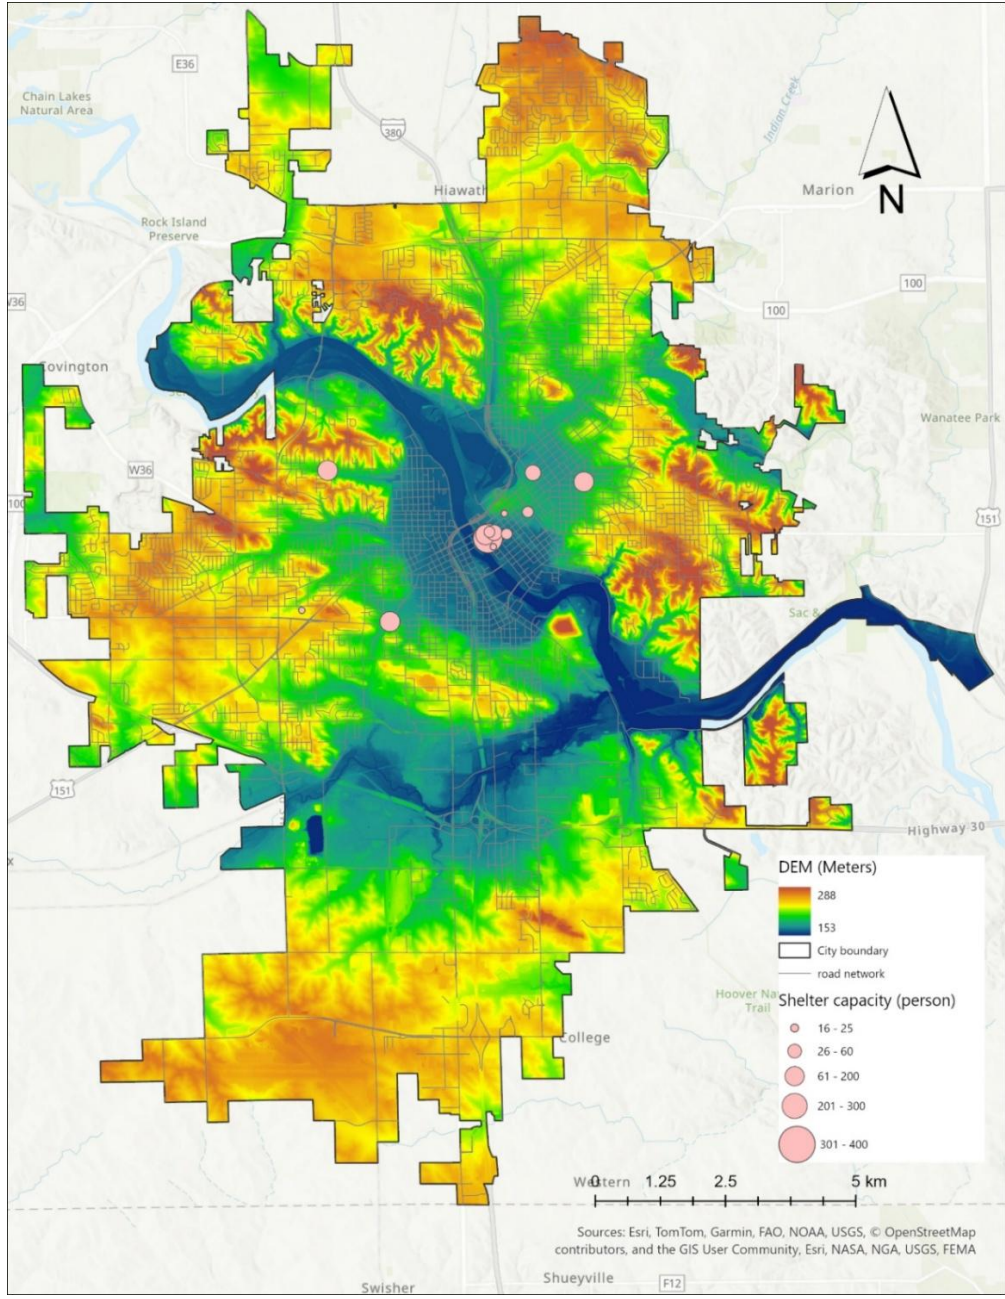 E36
Chain Lakes
Natural Area
380
Indian Creek
Hiawath
Marion
N
Rock Island
Preserve
W36
100
100
Covington
Wanatee Park
W36
100
151
Sac &
151
Highway 30
DEM (Meters)
288
153
City boundary
road network
Hoover Na
Trail
Shelter capacity (person)
16 - 25
26 - 60
61 - 200
201 - 300
301 - 400
College
Western
0 1.25 2.5 5 km
Sources: Esri, TomTom, Garmin, FAO, NOAA, USGS, © OpenStreetMap
contributors, and the GIS User Community, Esri, NASA, NGA, USGS, FEMA
Shueyville
F12
Swisher